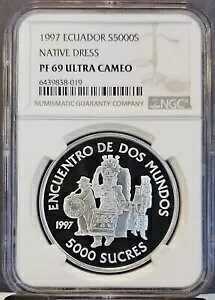 1997 ECUADOR S5000S
NATIVE DRESS
PF 69 ULTRA CAMEO
6439838-019
NUMISMATIC GUARANTY COMPANY
NGC
ENCUENTRO DE DOS MUNDOS
1997
5000 SUCRES